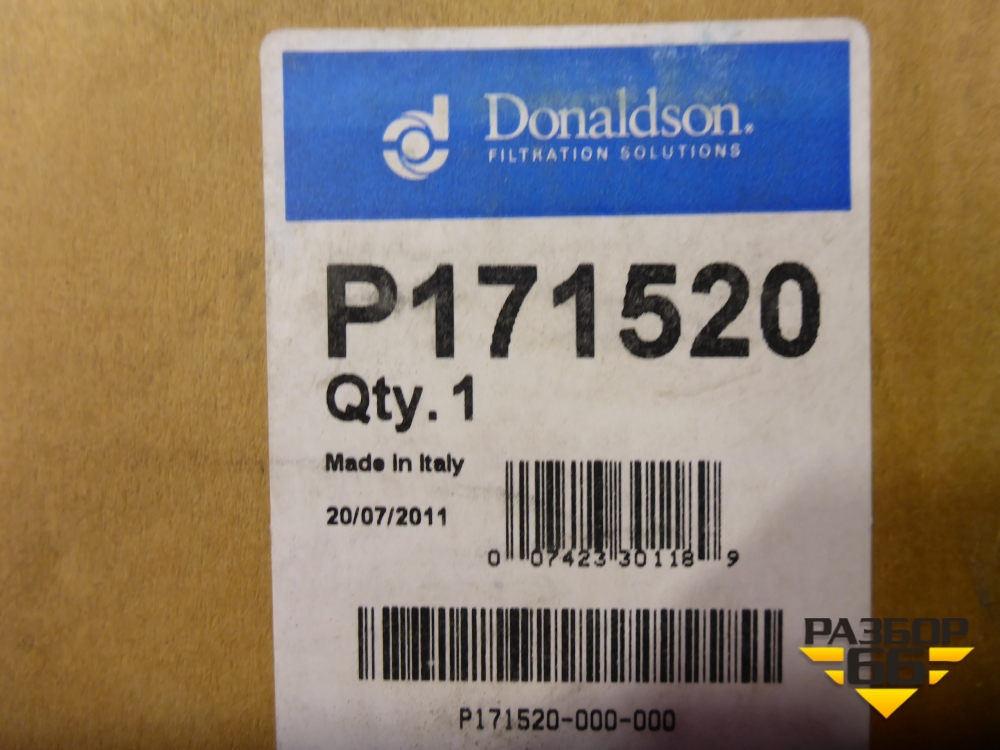 Donaldson.
FILTRATION SOLUTIONS
P171520
Qty. 1
Made in Italy
20/07/2011
0 07423 30118 9
P171520-000-000
РАЗБОР
66